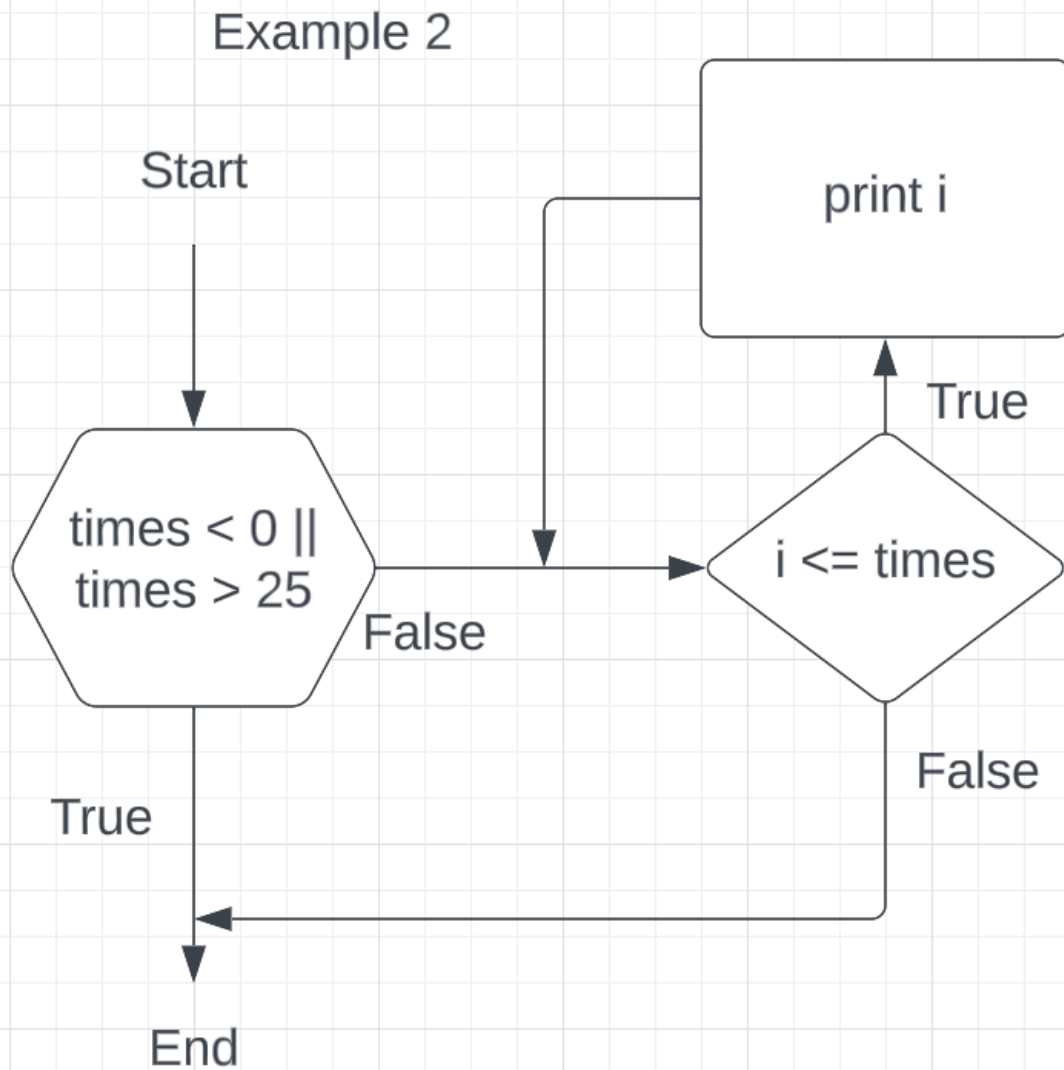 Example 2
Start
print i
True
times < 0 ||
times > 25
i <= times
False
False
True
End